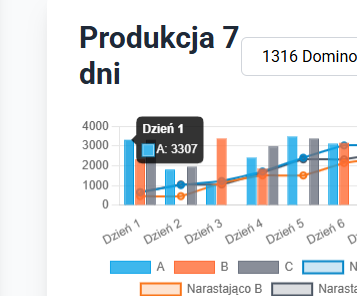 Produkcja 7
dni
1316 Domino
4000
3000
2000
1000
0
Dzień 1
A: 3307
Dzień 1
Dzień 2
Dzień 3
Dzień 4
Dzień 5
Dzień 6
A
B
C
N
Narastająco B
Narasta